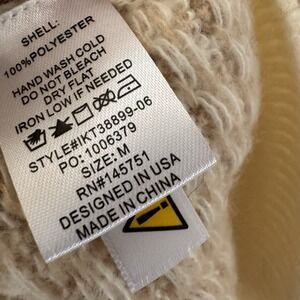 SHELL:
100%POLYESTER
HAND WASH COLD
DO NOT BLEACH
DRY FLAT
IRON LOW IF NEEDED
STYLE#IKT38899-06
PO: 1006379
SIZE: M
RN#145751
DESIGNED IN USA
MADE IN CHINA